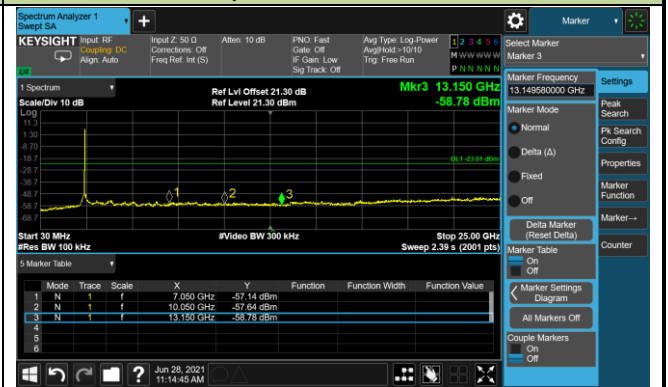 Spectrum Analyzer 1
Swept SA
Marker
KEYSIGHT
Input: RF
Coupling: DC
Align: Auto
Input Z: 50 Ω
Corrections: Off
Freq Ref: Int (S)
Atten: 10 dB
PNO: Fast
Gate: Off
IF Gain: Low
Sig Track: Off
Avg Type: Log-Power
Avg|Hold:>10/10
Trig: Free Run
1 2 3 4 5 6
M W W W W W
P N N N N N
Select Marker
Marker 3
Marker Frequency
13.149580000 GHz
Settings
1 Spectrum
Scale/Div 10 dB
Ref Lvl Offset 21.30 dB
Ref Level 21.30 dBm
Mkr3 13.150 GHz
-58.78 dBm
Log
11.3
1.30
-8.70
-18.7
-28.7
-38.7
-48.7
-58.7
-68.7
DL1 -23.01 dBm
1
2
3
Start 30 MHz
#Res BW 100 kHz
#Video BW 300 kHz
Stop 25.00 GHz
Sweep 2.39 s (2001 pts)
Marker Mode
Normal
Delta (Δ)
Fixed
Off
Delta Marker
(Reset Delta)
Marker Table
On
Off
Marker Settings
Diagram
All Markers Off
Couple Markers
On
Off
Peak
Search
Pk Search
Config
Properties
Marker
Function
Marker→
Counter
5 Marker Table
Mode Trace Scale X Y Function Function Width Function Value
1 N 1 f 7.050 GHz -57.14 dBm
2 N 1 f 10.050 GHz -57.64 dBm
3 N 1 f 13.150 GHz -58.78 dBm
4
5
6
?
Jun 28, 2021
11:14:45 AM